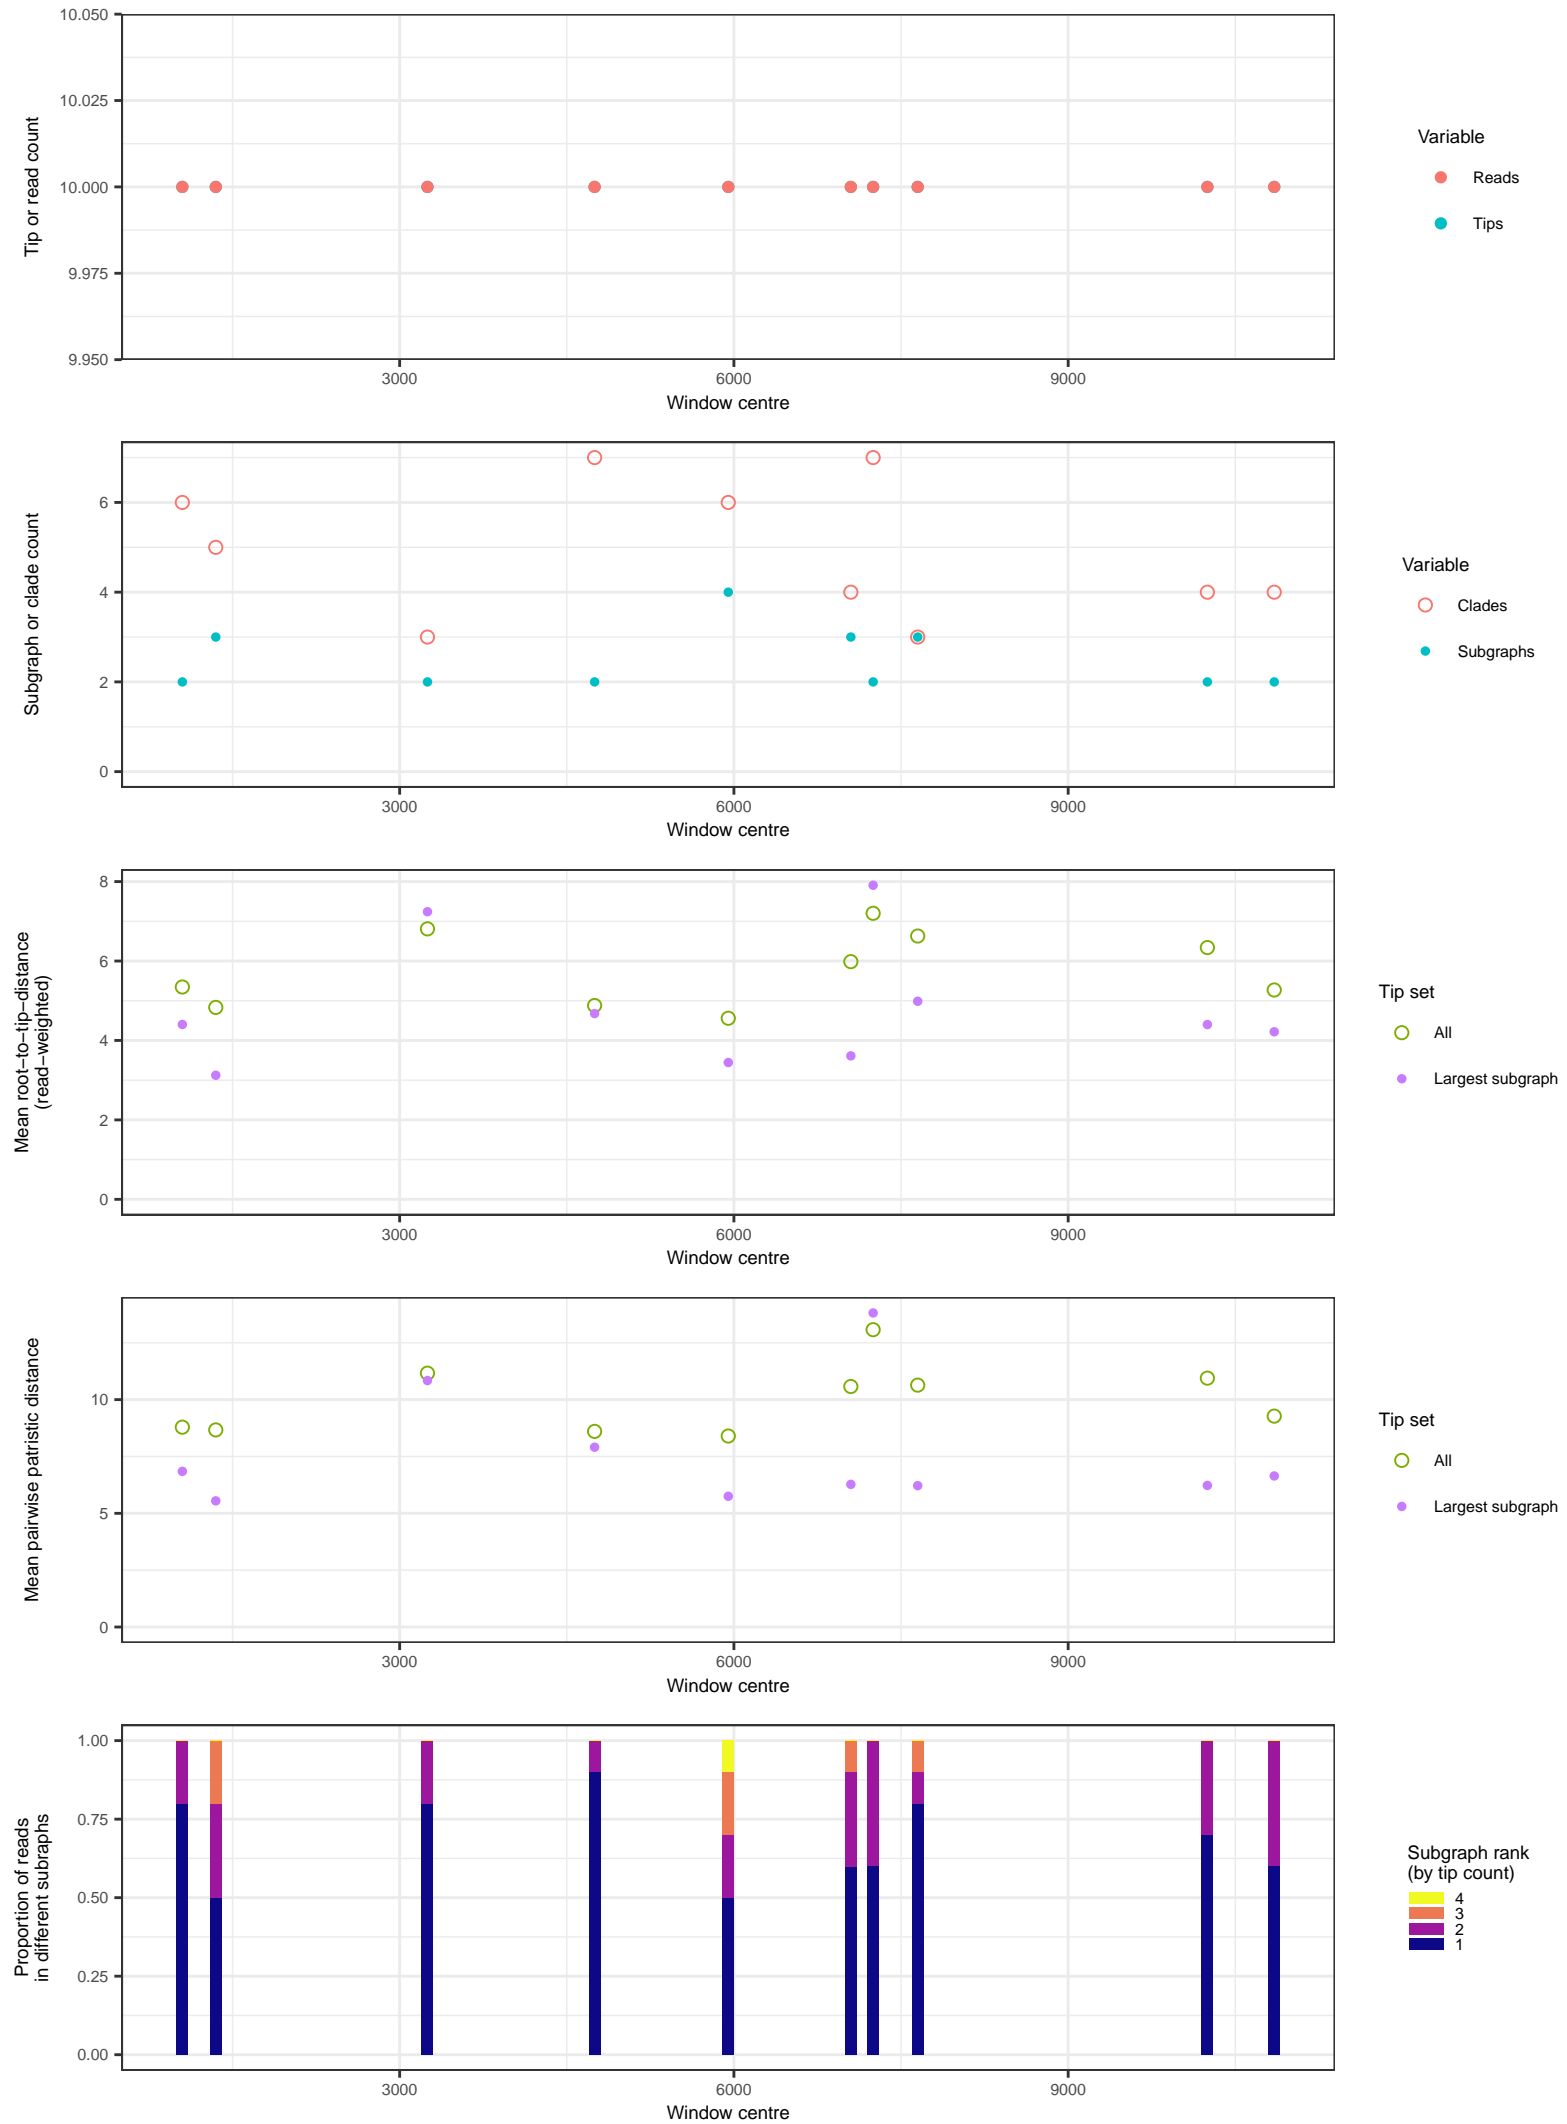 10.050
10.025
10.000
9.975
9.950
Tip or read count
3000 6000 9000
Window centre
Variable
Reads
Tips
6
4
2
0
Subgraph or clade count
3000 6000 9000
Window centre
Variable
Clades
Subgraphs
8
6
4
2
0
Mean root−to−tip−distance
(read−weighted)
3000 6000 9000
Window centre
Tip set
All
Largest subgraph
10
5
0
Mean pairwise patristic distance
3000 6000 9000
Window centre
Tip set
All
Largest subgraph
1.00
0.75
0.50
0.25
0.00
Proportion of reads
in different subraphs
3000 6000 9000
Window centre
Subgraph rank
(by tip count)
4
3
2
1